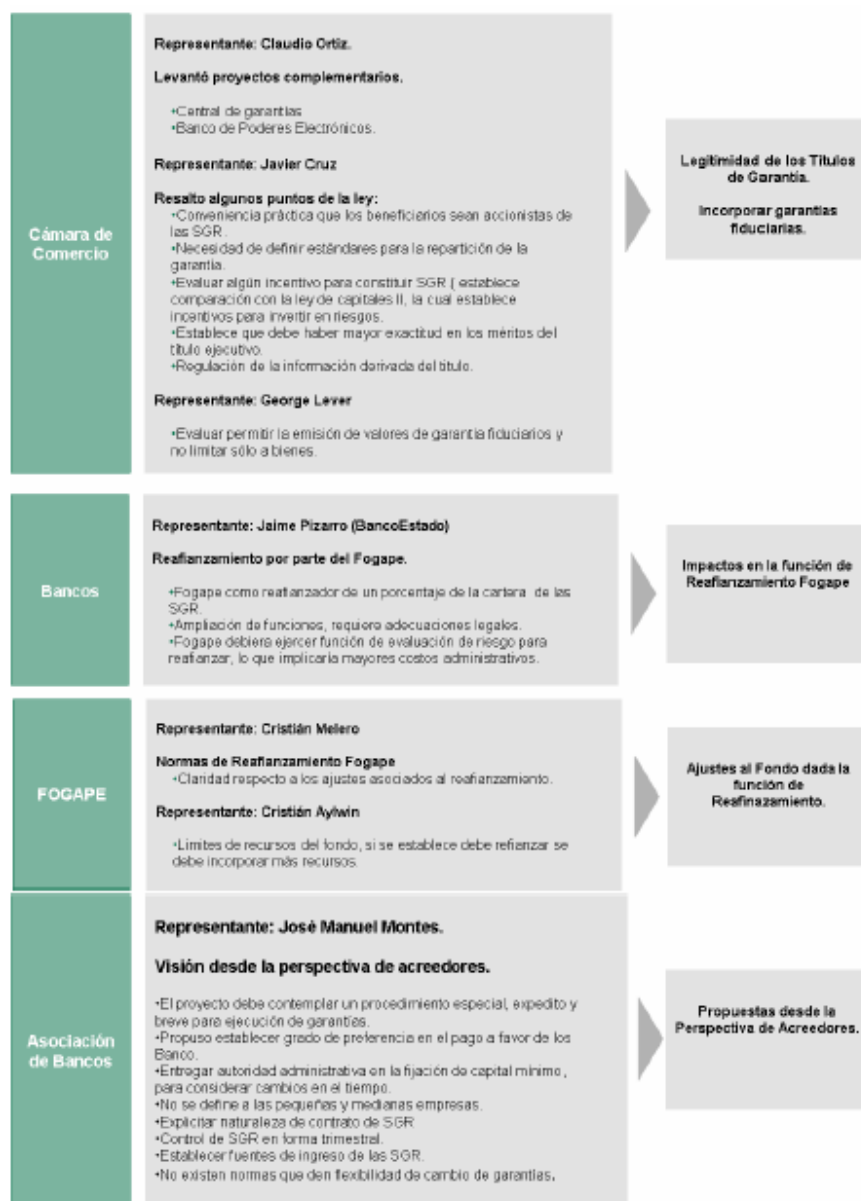 Cámara de
Comercio
Representante: Claudio Ortiz.
Levantó proyectos complementarios.
•Central de garantías
•Banco de Poderes Electrónicos.
Representante: Javier Cruz
Resalto algunos puntos de la ley:
•Conveniencia práctica que los beneficiarios sean accionistas de
las SGR.
•Necesidad de definir estándares para la repartición de la
garantía.
•Evaluar algún incentivo para constituir SGR ( establece
comparación con la ley de capitales II, la cual establece
incentivos para invertir en riesgos.
•Establece que debe haber mayor exactitud en los méritos del
título ejecutivo.
•Regulación de la información derivada del título.
Representante: George Lever
•Evaluar permitir la emisión de valores de garantía fiduciarios y
no limitar sólo a bienes.
Legitimidad de los Títulos
de Garantía.
Incorporar garantías
fiduciarias.
Bancos
Representante: Jaime Pizarro (BancoEstado)
Reafianzamiento por parte del Fogape.
•Fogape como reafianzador de un porcentaje de la cartera de las
SGR.
•Ampliación de funciones, requiere adecuaciones legales.
•Fogape debiera ejercer función de evaluación de riesgo para
reafianzar, lo que implicaría mayores costos administrativos.
Impactos en la función de
Reafianzamiento Fogape
FOGAPE
Representante: Cristián Melero
Normas de Reafianzamiento Fogape
•Claridad respecto a los ajustes asociados al reafianzamiento.
Representante: Cristián Aylwin
•Limites de recursos del fondo, si se establece debe refianzar se
debe incorporar más recursos.
Ajustes al Fondo dada la
función de
Reafinazamiento.
Asociación
de Bancos
Representante: José Manuel Montes.
Visión desde la perspectiva de acreedores.
•El proyecto debe contemplar un procedimiento especial, expedito y
breve para ejecución de garantías.
•Propuso establecer grado de preferencia en el pago a favor de los
Banco.
•Entregar autoridad administrativa en la fijación de capital mínimo,
para considerar cambios en el tiempo.
•No se define a las pequeñas y medianas empresas.
•Explicitar naturaleza de contrato de SGR
•Control de SGR en forma trimestral.
•Establecer fuentes de ingreso de las SGR.
•No existen normas que den flexibilidad de cambio de garantías.
Propuestas desde la
Perspectiva de Acreedores.